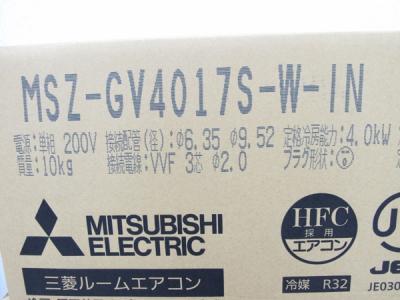 MSZ-GV4017S-W-IN
電源:単相 200V 接続配管(径):φ6.35 φ9.52 定格冷房能力:4.0kW
質量:10kg 接続電線:VVF 3芯 φ2.0 プラグ形状:
MITSUBISHI
ELECTRIC
三菱ルームエアコン
HFC
採用
エアコン
冷媒 R32
JE030